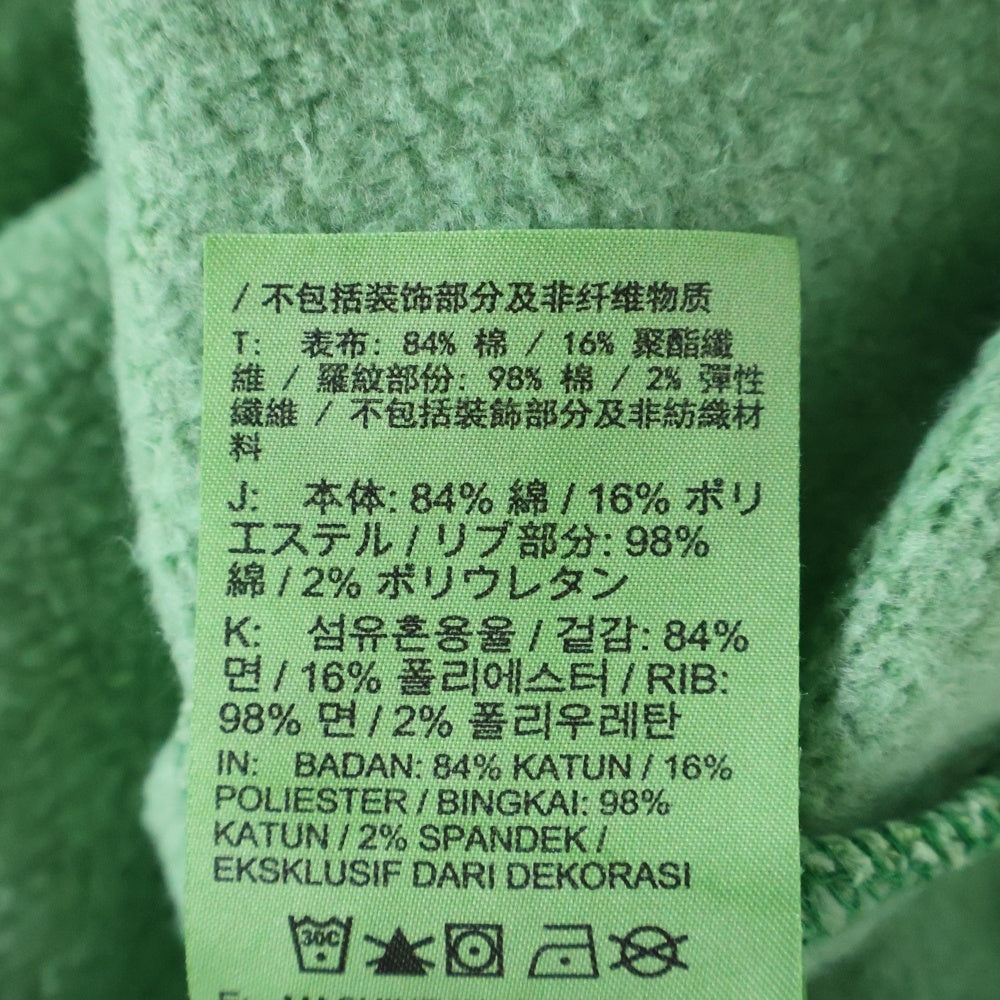 / 不包括装饰部分及非纤维物质
T: 表布: 84% 棉 / 16% 聚酯纖
維 / 羅紋部份: 98% 棉 / 2% 彈性
纖維 / 不包括裝飾部分及非紡織材
料
J: 本体: 84% 綿 / 16% ポリ
エステル / リブ部分: 98%
綿 / 2% ポリウレタン
K: 섬유혼용율 / 겉감: 84%
면 / 16% 폴리에스터 / RIB:
98% 면 / 2% 폴리우레탄
IN: BADAN: 84% KATUN / 16%
POLIESTER / BINGKAI: 98%
KATUN / 2% SPANDEK /
EKSKLUSIF DARI DEKORASI
30C